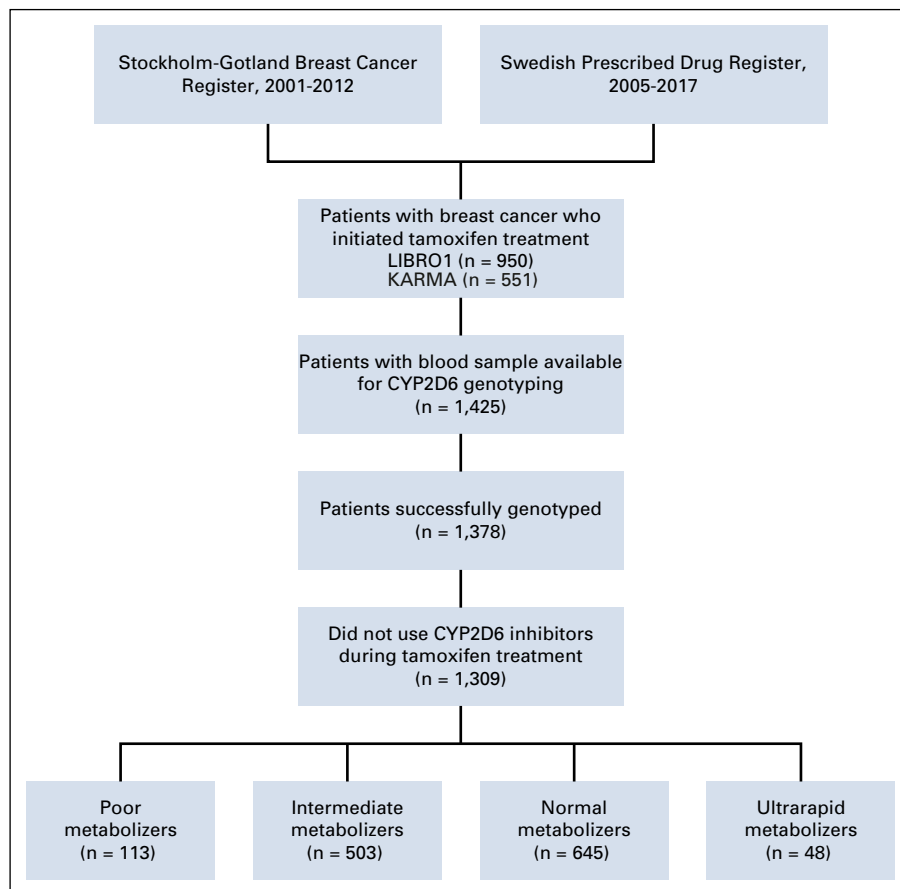 Stockholm-Gotland Breast Cancer
Register, 2001-2012
Swedish Prescribed Drug Register,
2005-2017
Patients with breast cancer who
initiated tamoxifen treatment
LIBRO1 (n = 950)
KARMA (n = 551)
Patients with blood sample available
for CYP2D6 genotyping
(n = 1,425)
Patients successfully genotyped
(n = 1,378)
Did not use CYP2D6 inhibitors
during tamoxifen treatment
(n = 1,309)
Poor
metabolizers
(n = 113)
Intermediate
metabolizers
(n = 503)
Normal
metabolizers
(n = 645)
Ultrarapid
metabolizers
(n = 48)